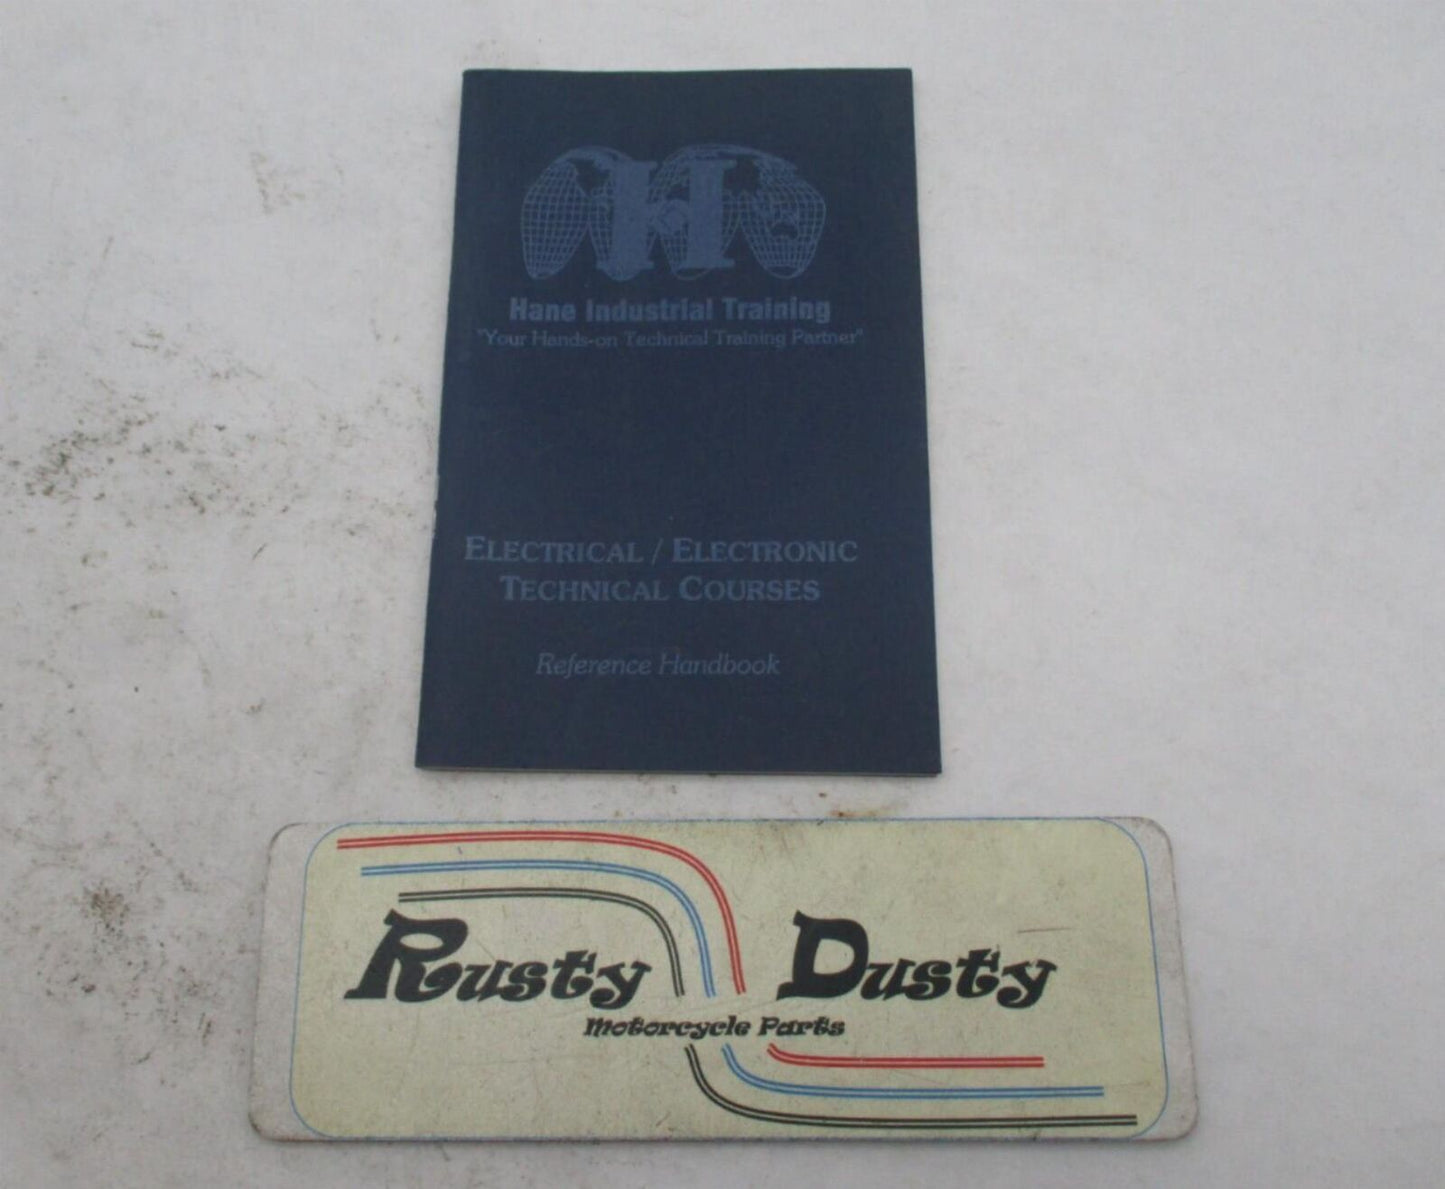 H
Hane Industrial Training
"Your Hands-on Technical Training Partner"
ELECTRICAL / ELECTRONIC
TECHNICAL COURSES
Reference Handbook
Rusty Dusty
Motorcycle Parts